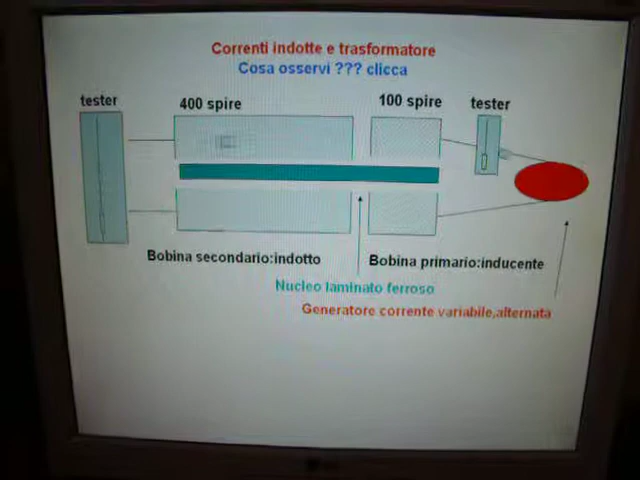 Correnti indotte e trasformatore
Cosa osservi ??? clicca
tester
400 spire
100 spire
tester
Bobina secondario:indotto
Bobina primario:inducente
Nucleo laminato ferroso
Generatore corrente variabile,alternata